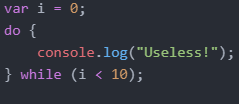 var i = 0;
do {
    console.log("Useless!");
} while (i < 10);